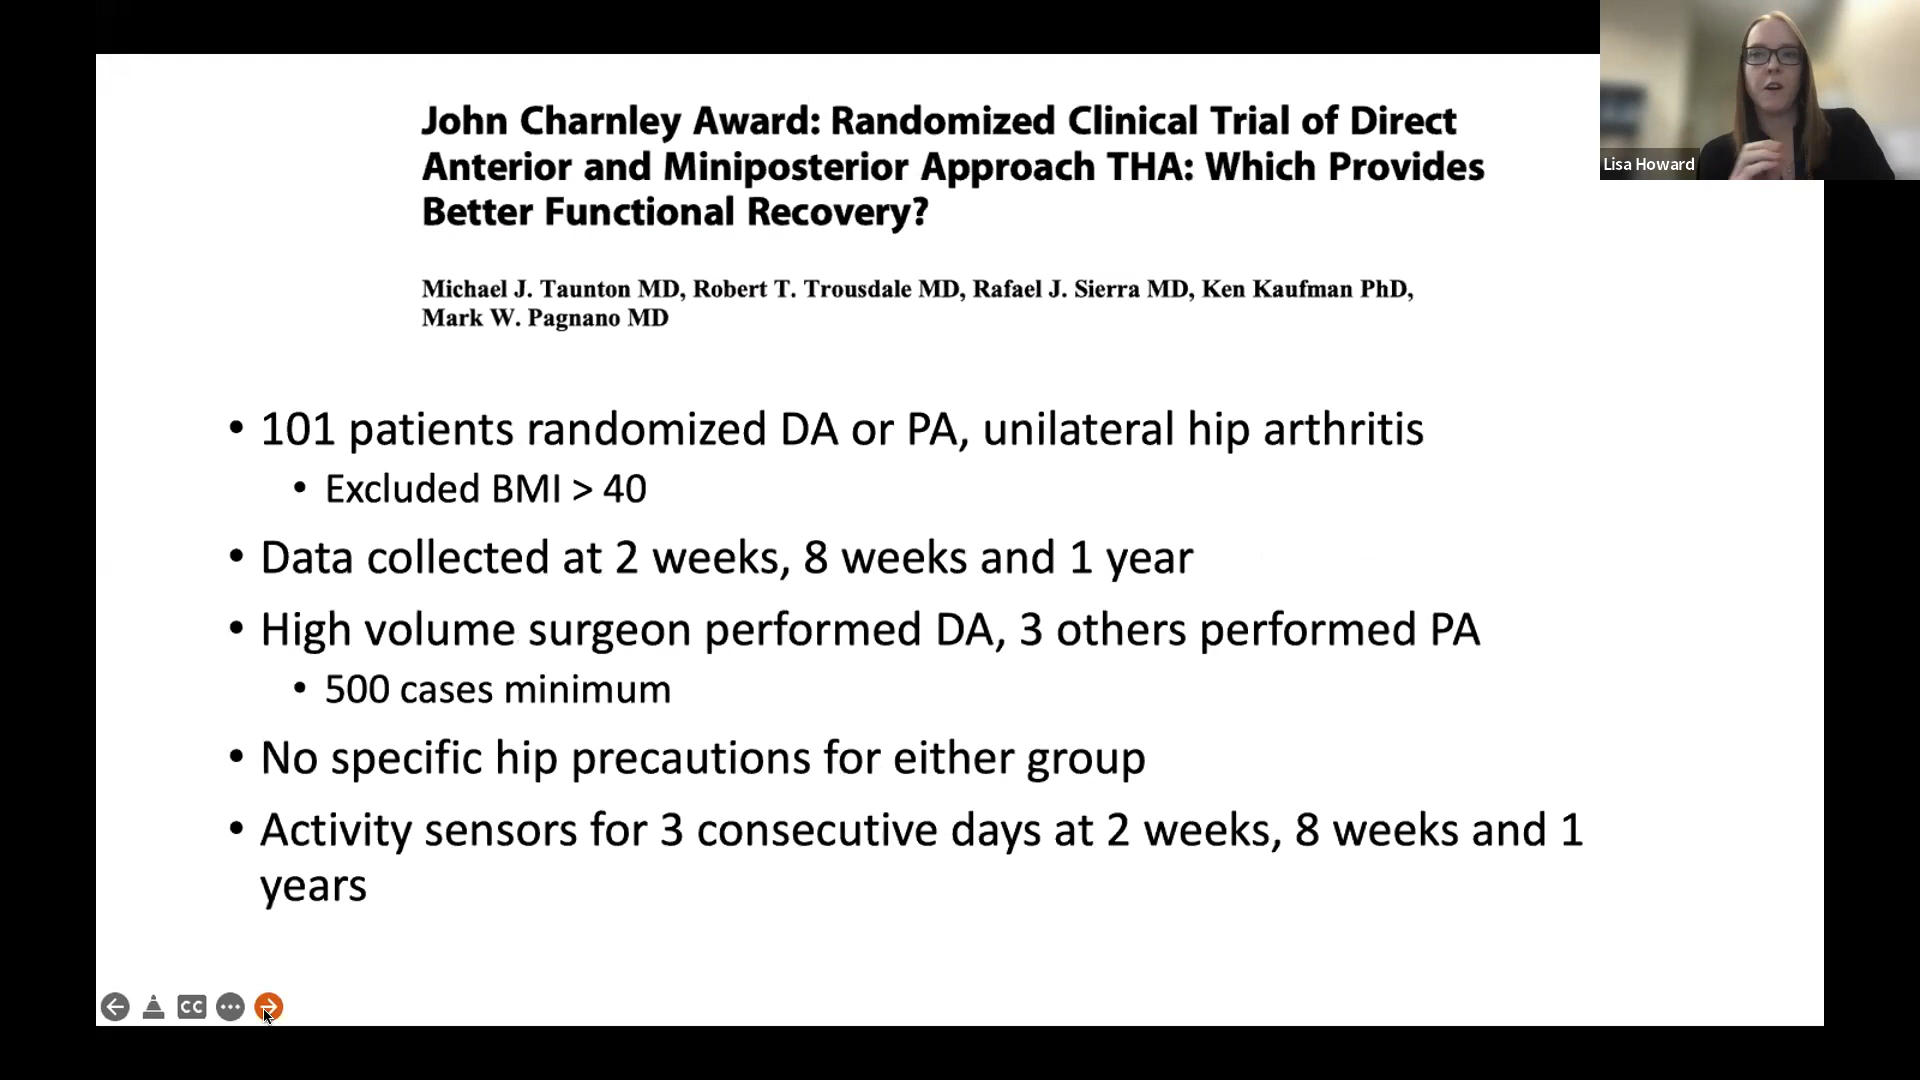 John Charnley Award: Randomized Clinical Trial of Direct
Anterior and Miniposterior Approach THA: Which Provides
Better Functional Recovery?
Michael J. Taunton MD, Robert T. Trousdale MD, Rafael J. Sierra MD, Ken Kaufman PhD,
Mark W. Pagnano MD
Lisa Howard
• 101 patients randomized DA or PA, unilateral hip arthritis
• Excluded BMI > 40
• Data collected at 2 weeks, 8 weeks and 1 year
• High volume surgeon performed DA, 3 others performed PA
• 500 cases minimum
• No specific hip precautions for either group
• Activity sensors for 3 consecutive days at 2 weeks, 8 weeks and 1
years
CC